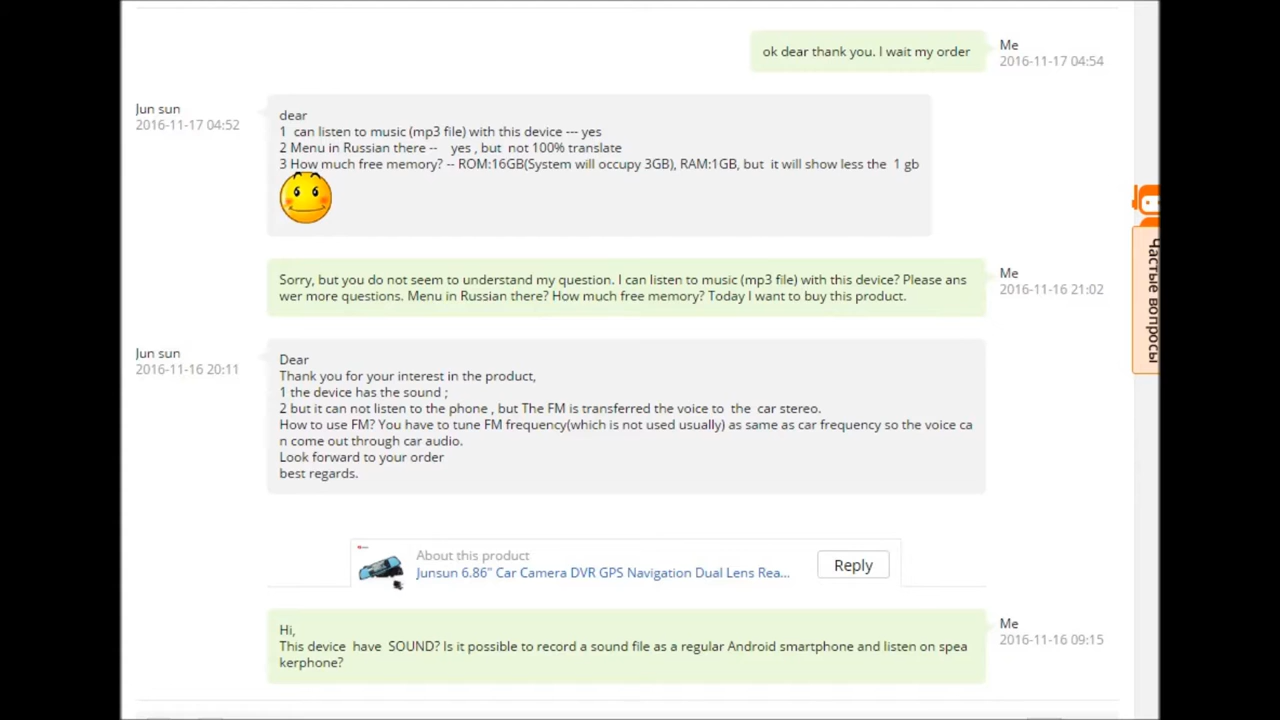 ok dear thank you. I wait my order
Me
2016-11-17 04:54
Jun sun
2016-11-17 04:52
dear
1 can listen to music (mp3 file) with this device --- yes
2 Menu in Russian there -- yes , but not 100% translate
3 How much free memory? -- ROM:16GB(System will occupy 3GB), RAM:1GB, but it will show less the 1 gb
Sorry, but you do not seem to understand my question. I can listen to music (mp3 file) with this device? Please ans
wer more questions. Menu in Russian there? How much free memory? Today I want to buy this product.
Me
2016-11-16 21:02
Частые вопросы
Jun sun
2016-11-16 20:11
Dear
Thank you for your interest in the product,
1 the device has the sound ;
2 but it can not listen to the phone , but The FM is transferred the voice to the car stereo.
How to use FM? You have to tune FM frequency(which is not used usually) as same as car frequency so the voice ca
n come out through car audio.
Look forward to your order
best regards.
About this product
Junsun 6.86" Car Camera DVR GPS Navigation Dual Lens Rea...
Reply
Hi,
This device have SOUND? Is it possible to record a sound file as a regular Android smartphone and listen on spea
kerphone?
Me
2016-11-16 09:15